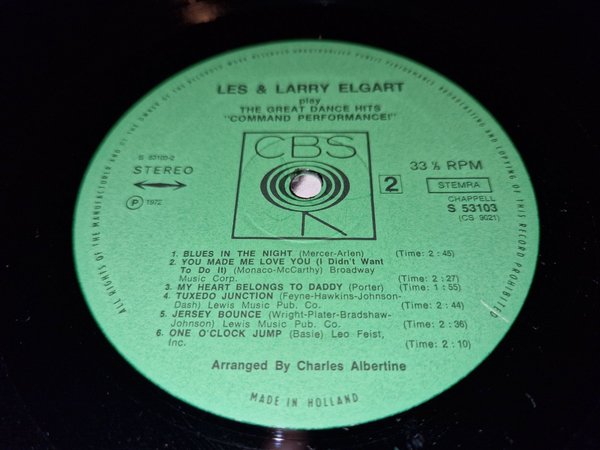 LES & LARRY ELGART
play
THE GREAT DANCE HITS
"COMMAND PERFORMANCE!"
CBS
S 53103-2
STEREO
33⅓ RPM
2
STEMRA
CHAPPELL
S 53103
(CS 9021)
P 1972
1. BLUES IN THE NIGHT (Mercer-Arlen) (Time: 2:45)
2. YOU MADE ME LOVE YOU (I Didn't Want
To Do It) (Monaco-McCarthy) Broadway
Music Corp. (Time: 2:27)
3. MY HEART BELONGS TO DADDY (Porter) (Time: 1:55)
4. TUXEDO JUNCTION (Feyne-Hawkins-Johnson-
Dash) Lewis Music Pub. Co. (Time: 2:44)
5. JERSEY BOUNCE (Wright-Plater-Bradshaw-
Johnson) Lewis Music Pub. Co. (Time: 2:36)
6. ONE O'CLOCK JUMP (Basie) Leo Feist,
Inc. (Time: 2:10)
Arranged By Charles Albertine
MADE IN HOLLAND
ALL RIGHTS OF THE MANUFACTURER AND OF THE OWNER OF THE RECORDED WORK RESERVED UNAUTHORISED PUBLIC PERFORMANCE BROADCASTING AND COPYING OF THIS RECORD PROHIBITED